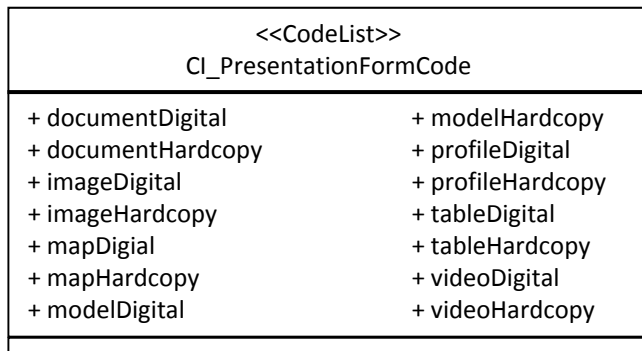 <<CodeList>>
CI_PresentationFormCode
+ documentDigital
+ documentHardcopy
+ imageDigital
+ imageHardcopy
+ mapDigial
+ mapHardcopy
+ modelDigital
+ modelHardcopy
+ profileDigital
+ profileHardcopy
+ tableDigital
+ tableHardcopy
+ videoDigital
+ videoHardcopy